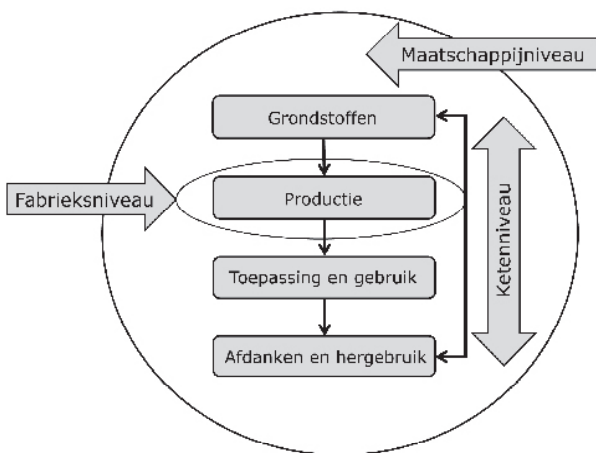 Maatschappijniveau
Grondstoffen
Fabrieksniveau
Productie
Ketenniveau
Toepassing en gebruik
Afdanken en hergebruik